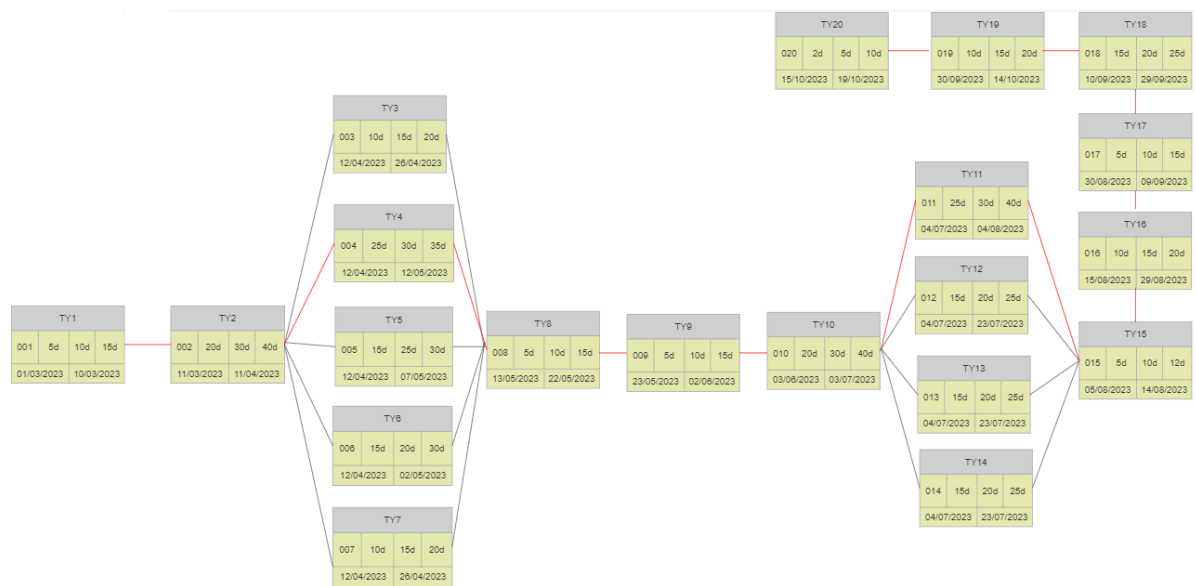 TY1
001 5d 10d 15d
01/03/2023 10/03/2023
TY2
002 20d 30d 40d
11/03/2023 11/04/2023
TY3
003 10d 15d 20d
12/04/2023 26/04/2023
TY4
004 25d 30d 35d
12/04/2023 12/05/2023
TY5
005 15d 25d 30d
12/04/2023 07/05/2023
TY6
006 15d 20d 30d
12/04/2023 02/05/2023
TY7
007 10d 15d 20d
12/04/2023 26/04/2023
TY8
008 5d 10d 15d
13/05/2023 22/05/2023
TY9
009 5d 10d 15d
23/05/2023 02/06/2023
TY10
010 20d 30d 40d
03/06/2023 03/07/2023
TY11
011 25d 30d 40d
04/07/2023 04/08/2023
TY12
012 15d 20d 25d
04/07/2023 23/07/2023
TY13
013 15d 20d 25d
04/07/2023 23/07/2023
TY14
014 15d 20d 25d
04/07/2023 23/07/2023
TY15
015 5d 10d 12d
05/08/2023 14/08/2023
TY16
016 10d 15d 20d
15/08/2023 29/08/2023
TY17
017 5d 10d 15d
30/08/2023 09/09/2023
TY18
018 15d 20d 25d
10/09/2023 29/09/2023
TY19
019 10d 15d 20d
30/09/2023 14/10/2023
TY20
020 2d 5d 10d
15/10/2023 19/10/2023